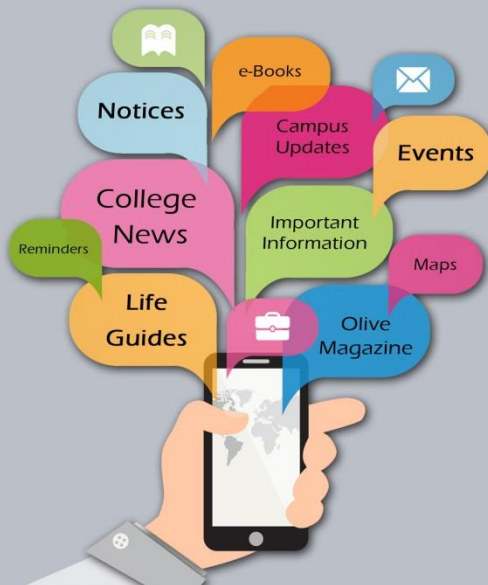 e-Books
Notices
Campus
Updates
Events
College
News
Important
Information
Reminders
Maps
Life
Guides
Olive
Magazine